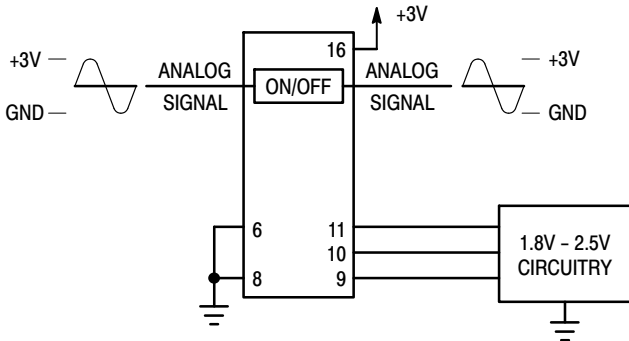 +3V
16
+3V
ANALOG
SIGNAL
ON/OFF
ANALOG
SIGNAL
+3V
GND
GND
6
11
10
8
9
1.8V – 2.5V
CIRCUITRY